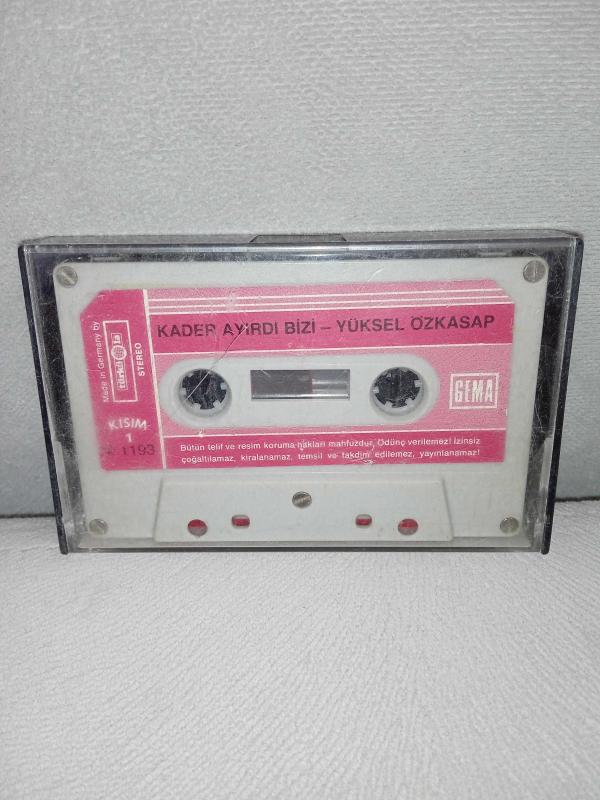 KADER AYIRDI BİZİ – YÜKSEL ÖZKASAP
Made in Germany by
türküola
STEREO
GEMA
KISIM
1
1193
Bütün telif ve resim koruma hakları mahfuzdur. Ödünç verilemez! İzinsiz
çoğaltılamaz, kiralanamaz, temsil ve takdim edilemez, yayınlanamaz!